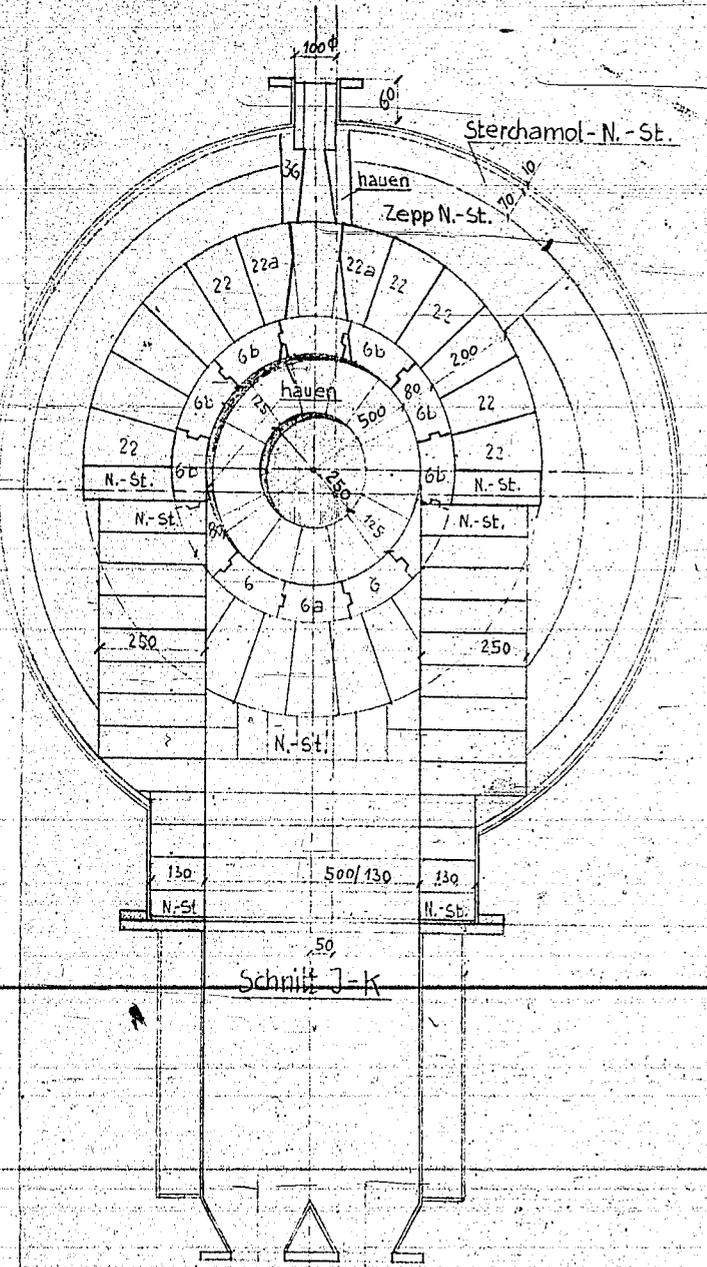 100 ϕ
60
Sterchamol-N.-St.
36
hauen
10
70
Zepp N.-St.
22
22a
22a
22
22
6b
6b
200
hauen
80
6b
6b
125
500
22
22
6b
250
6b
22
N.-St.
N.-St.
N.-St.
125
N.-St.
80
6
6a
6
250
250
N.-St.
130
500/130
130
N.-St
N.-St.
50
Schnitt J-K